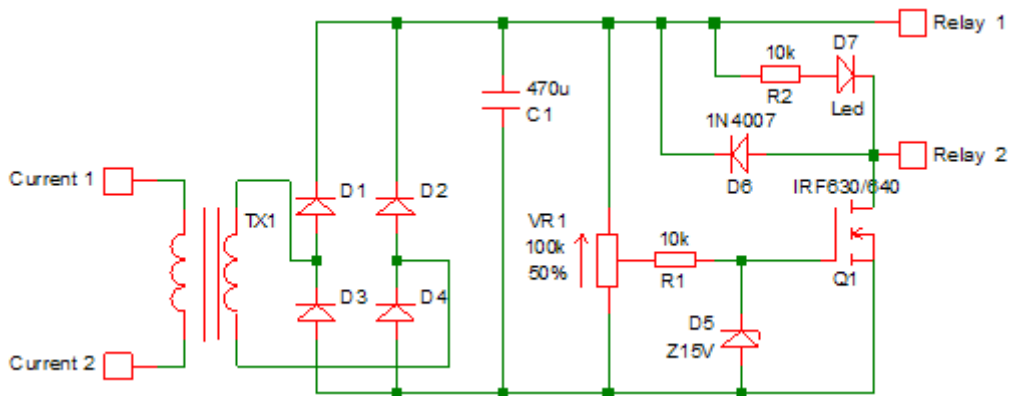 Relay 1
10k
D7
R2
Led
470u
C1
1N4007
D6
Relay 2
IRF630/640
Q1
Current 1
TX1
D1
D2
VR1
100k
50%
10k
R1
D3
D4
D5
Z15V
Current 2